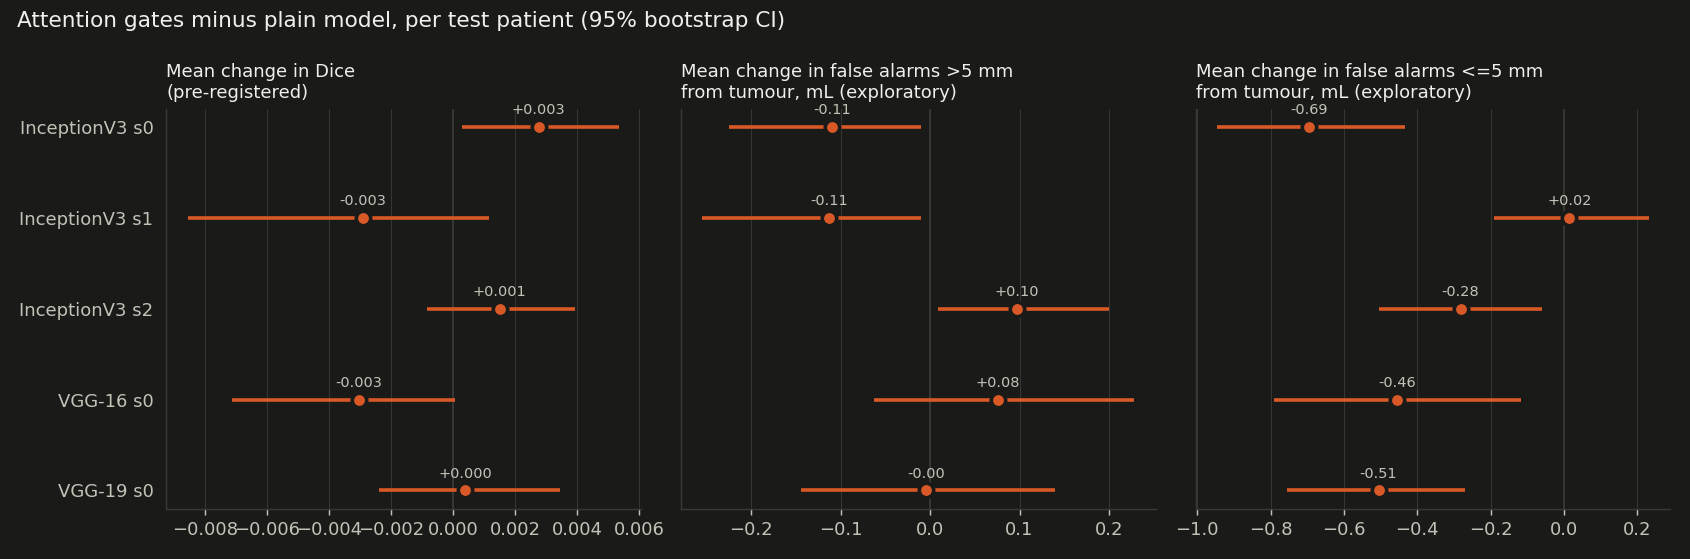 Attention gates minus plain model, per test patient (95% bootstrap CI)
Mean change in Dice
(pre-registered)
Mean change in false alarms >5 mm
from tumour, mL (exploratory)
Mean change in false alarms <=5 mm
from tumour, mL (exploratory)
InceptionV3 s0
+0.003
-0.11
-0.69
InceptionV3 s1
-0.003
-0.11
+0.02
InceptionV3 s2
+0.001
+0.10
-0.28
VGG-16 s0
-0.003
+0.08
-0.46
VGG-19 s0
+0.000
-0.00
-0.51
−0.008 −0.006 −0.004 −0.002 0.000 0.002 0.004 0.006
−0.2 −0.1 0.0 0.1 0.2
−1.0 −0.8 −0.6 −0.4 −0.2 0.0 0.2